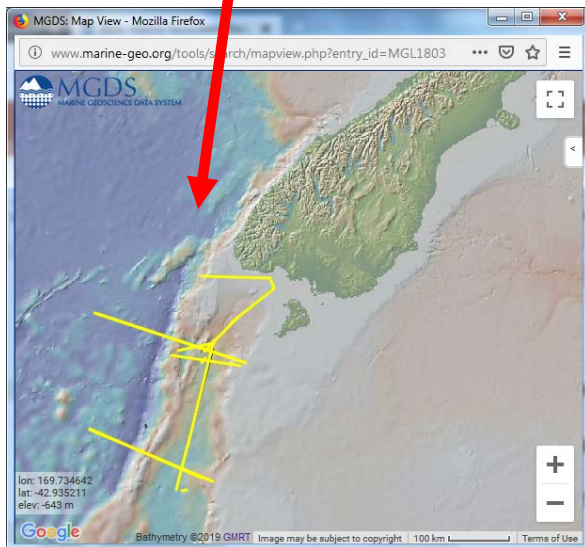 MGDS: Map View - Mozilla Firefox
www.marine-geo.org/tools/search/mapview.php?entry_id=MGL1803
MGDS
MARINE GEOSCIENCE DATA SYSTEM
lon: 169.734642
lat: -42.935211
elev: -643 m
Google
Bathymetry ©2019 GMRT Image may be subject to copyright 100 km Terms of Use